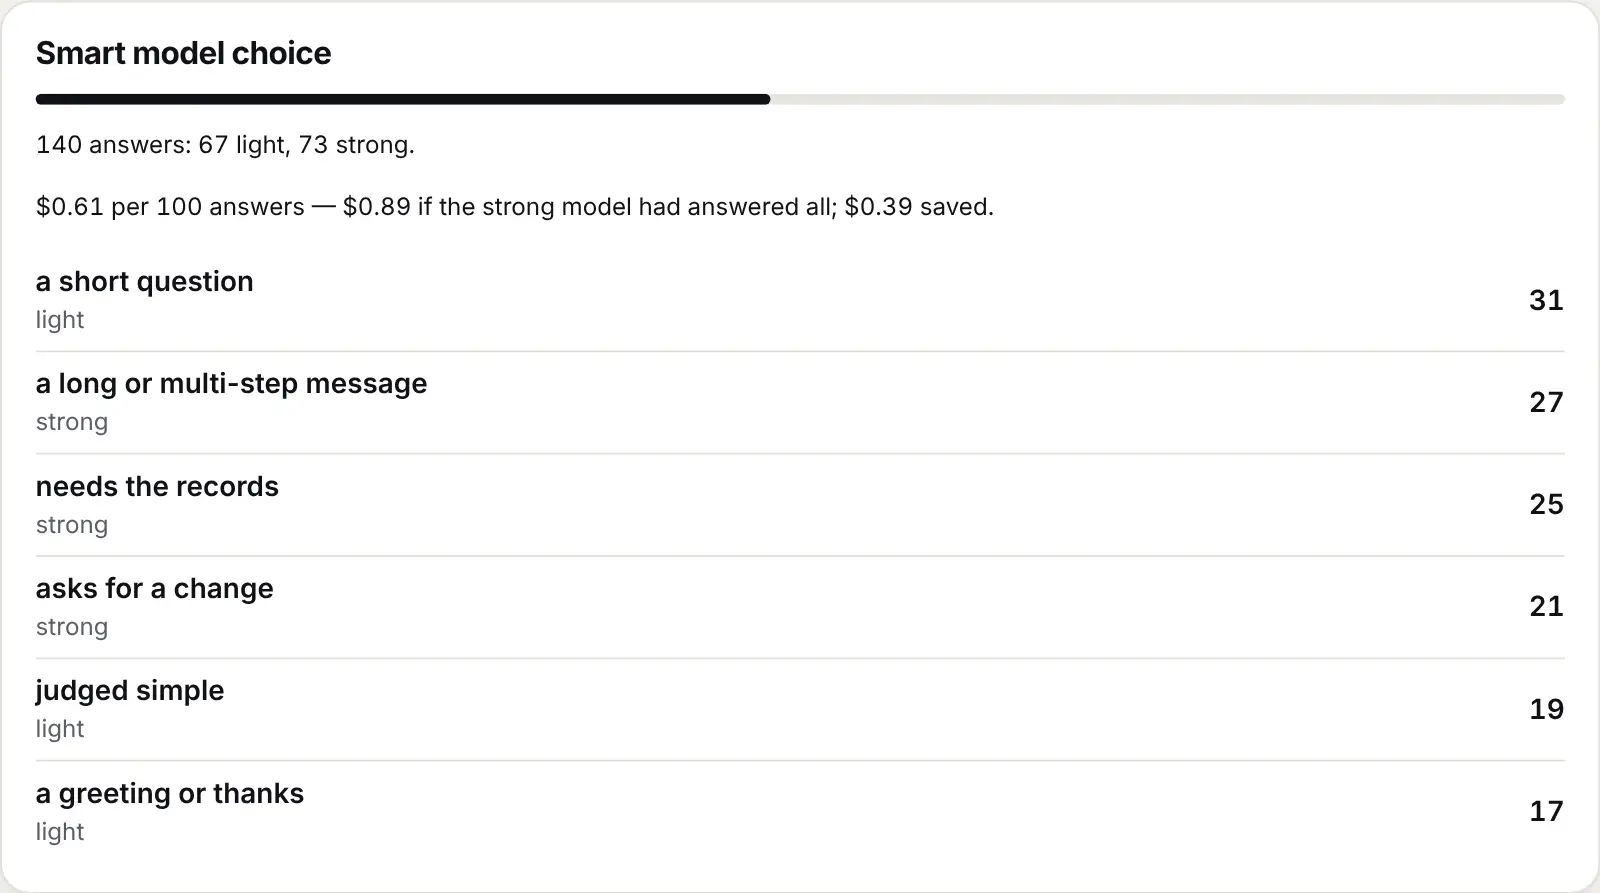 Smart model choice
140 answers: 67 light, 73 strong.
$0.61 per 100 answers — $0.89 if the strong model had answered all; $0.39 saved.
a short question
light
31
a long or multi-step message
strong
27
needs the records
strong
25
asks for a change
strong
21
judged simple
light
19
a greeting or thanks
light
17